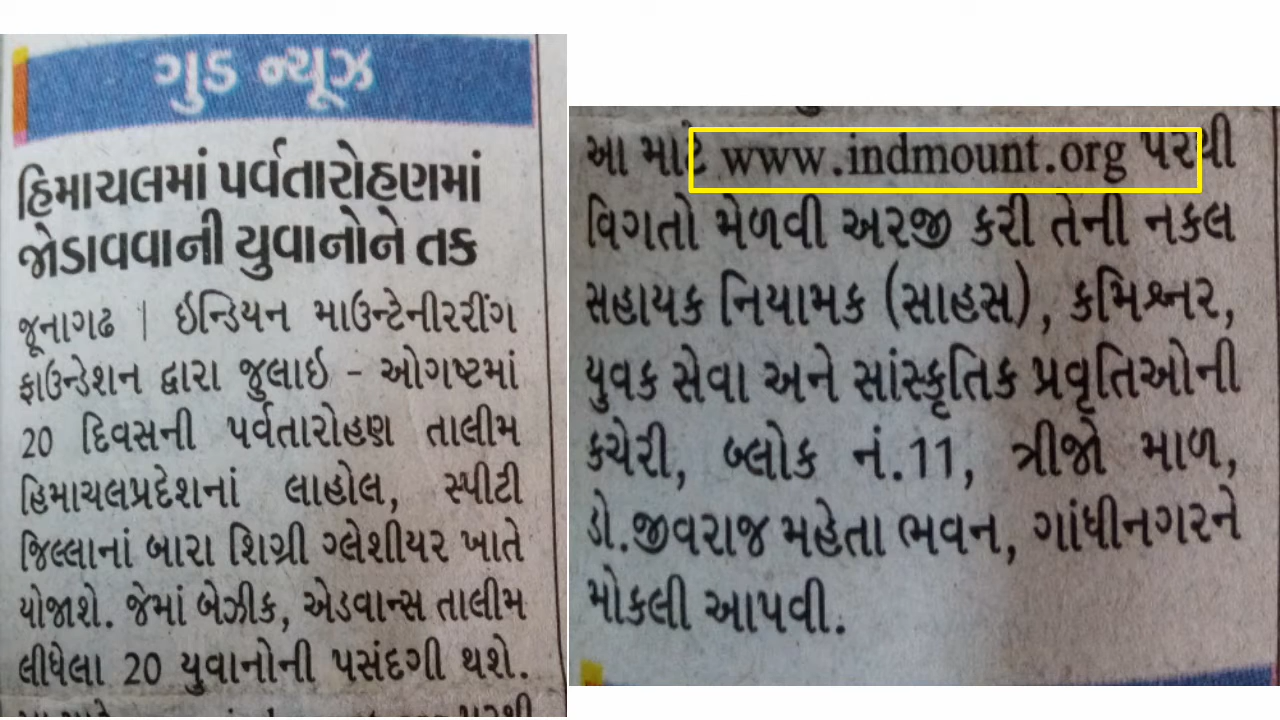 ગુડ ન્યૂઝ
હિમાચલમાં પર્વતારોહણમાં
જોડાવવાની યુવાનોને તક
જૂનાગઢ | ઇન્ડિયન માઉન્ટેનીરરીંગ
ફાઉન્ડેશન દ્વારા જુલાઇ - ઓગષ્ટમાં
20 દિવસની પર્વતારોહણ તાલીમ
હિમાચલપ્રદેશનાં લાહોલ, સ્પીટી
જિલ્લાનાં બારા શિગ્રી ગ્લેશીયર ખાતે
યોજાશે. જેમાં બેઝીક, એડવાન્સ તાલીમ
લીધેલા 20 યુવાનોની પસંદગી થશે.
આ માટે www.indmount.org પરથી
વિગતો મેળવી અરજી કરી તેની નકલ
સહાયક નિયામક (સાહસ), કમિશ્નર,
યુવક સેવા અને સાંસ્કૃતિક પ્રવૃતિઓની
કચેરી, બ્લોક નં.11, ત્રીજો માળ,
ડો.જીવરાજ મહેતા ભવન, ગાંધીનગરને
મોકલી આપવી.